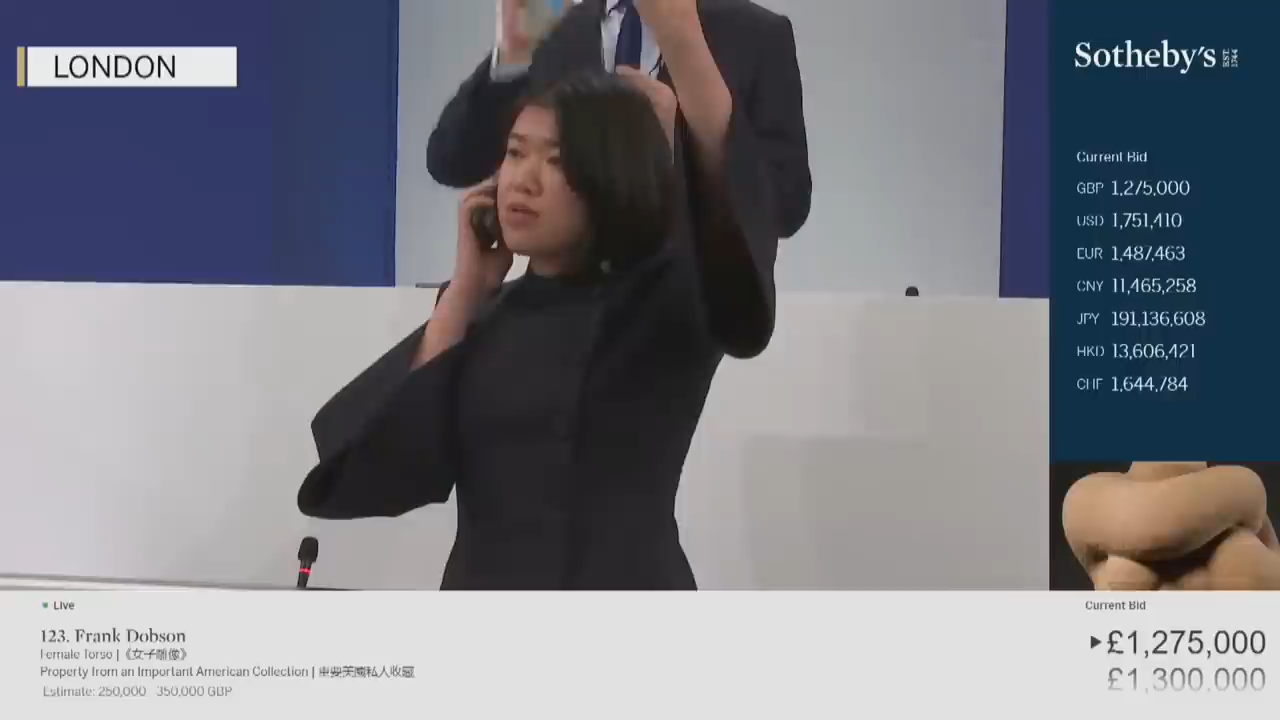 LONDON
Sotheby's EST. 1744
Current Bid
GBP 1,275,000
USD 1,751,410
EUR 1,487,463
CNY 11,465,258
JPY 191,136,608
HKD 13,606,421
CHF 1,644,784
Live
123. Frank Dobson
Female Torso | 《女子雕像》
Property from an Important American Collection | 重要美國私人收藏
Estimate: 250,000 - 350,000 GBP
Current Bid
£1,275,000
£1,300,000